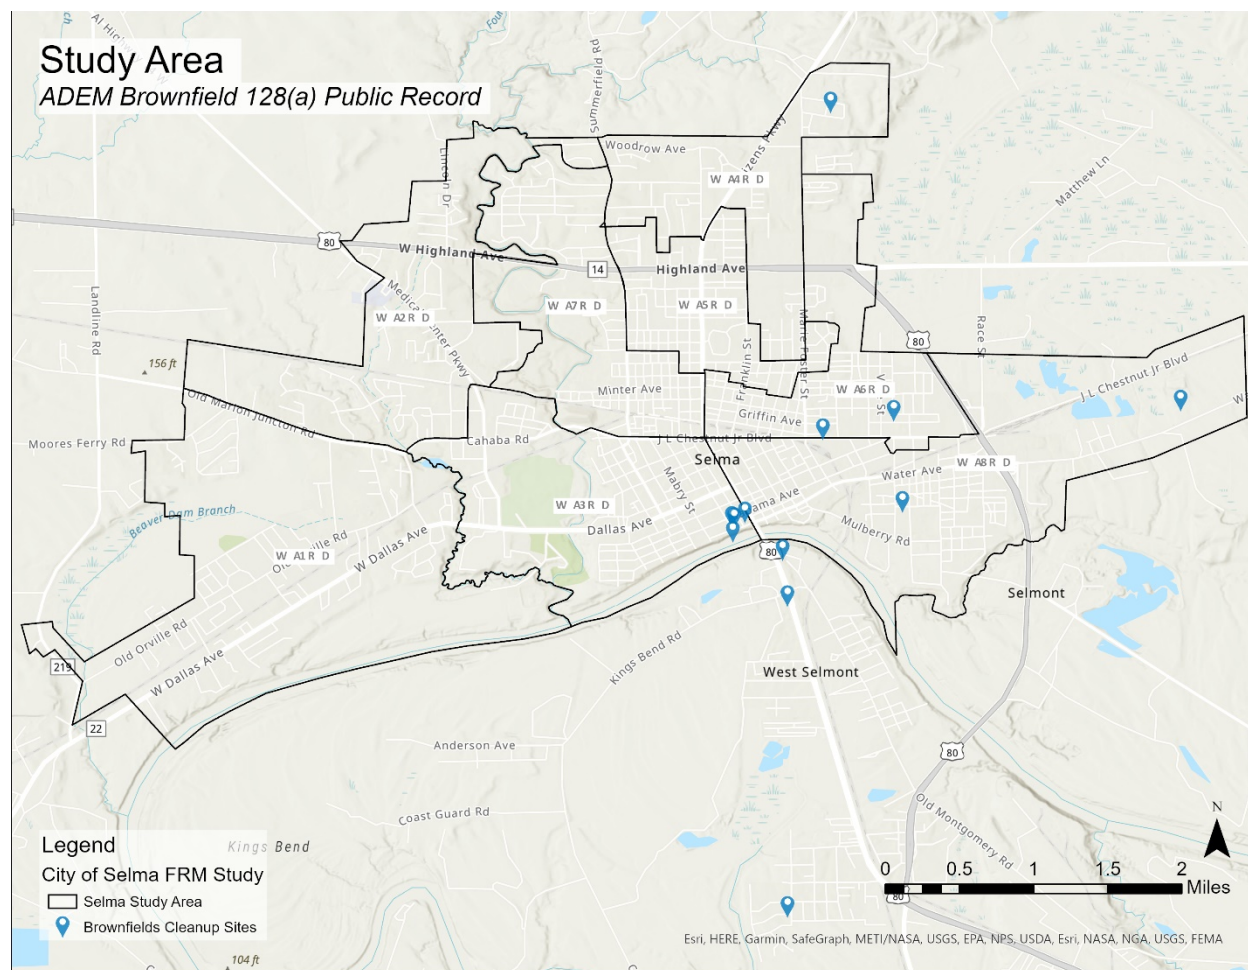 Study Area
ADEM Brownfield 128(a) Public Record
Summerfield Rd
Woodrow Ave
Lincoln Dr
W A4R D
Matthew Ln
80
W Highland Ave
14
Highland Ave
Landline Rd
Medical Center Pkwy
W A2R D
W A7R D
W A5R D
Marie Foster St
Race St
80
156 ft
Franklin St
Minter Ave
W A6R D
J L Chestnut Jr Blvd
Old Marion Junction Rd
Griffin Ave
Moores Ferry Rd
Cahaba Rd
J L Chestnut Jr Blvd
Selma
Water Ave
W A8R D
Mabry St
Beaver Dam Branch
W A3R D
Dallas Ave
Mulberry Rd
W A1R D
W Dallas Ave
80
Selmont
Old Orville Rd
Kings Bend Rd
219
W Dallas Ave
West Selmont
22
Anderson Ave
80
Coast Guard Rd
Old Montgomery Rd
Kings Bend
N
Legend
City of Selma FRM Study
Selma Study Area
Brownfields Cleanup Sites
0 0.5 1 1.5 2
Miles
80
Esri, HERE, Garmin, SafeGraph, METI/NASA, USGS, EPA, NPS, USDA, Esri, NASA, NGA, USGS, FEMA
104 ft